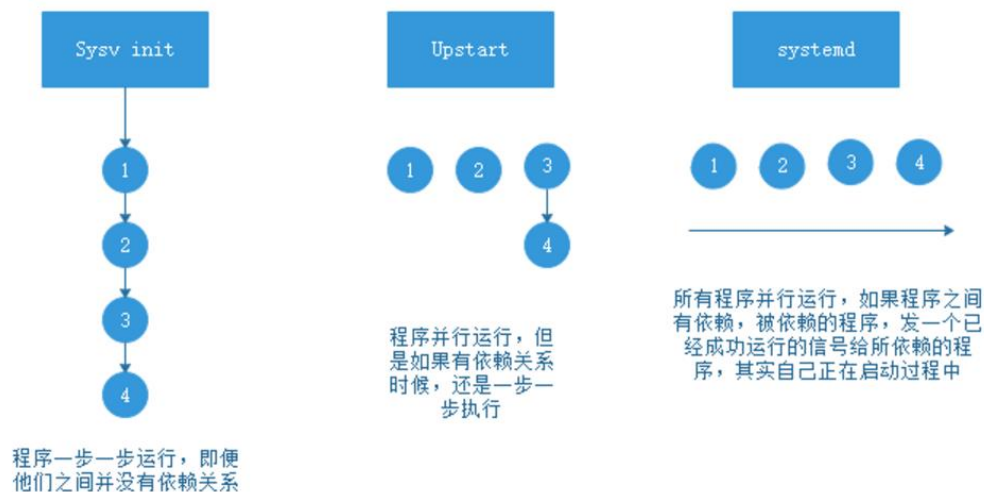 Sysv init
1
2
3
4
程序一步一步运行，即便
他们之间并没有依赖关系
Upstart
1
2
3
4
程序并行运行，但
是如果有依赖关系
时候，还是一步一
步执行
systemd
1
2
3
4
所有程序并行运行，如果程序之间
有依赖，被依赖的程序，发一个已
经成功运行的信号给所依赖的程
序，其实自己正在启动过程中